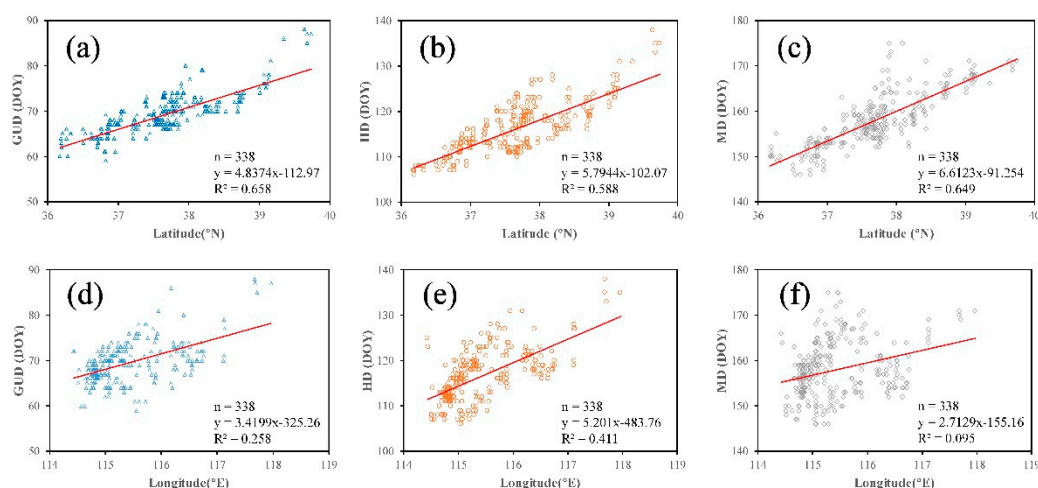 (a)
GUD (DOY)
90
80
70
60
50
n = 338
y = 4.8374x-112.97
R² = 0.658
36 37 38 39 40
Latitude(°N)
(b)
HD (DOY)
140
130
120
110
100
n = 338
y = 5.7944x-102.07
R² = 0.588
36 37 38 39 40
Latitude (°N)
(c)
MD (DOY)
180
170
160
150
140
n = 338
y = 6.6123x-91.254
R² = 0.649
36 37 38 39 40
Latitude (°N)
(d)
GUD (DOY)
90
80
70
60
50
n = 338
y = 3.4199x-325.26
R² = 0.258
114 115 116 117 118 119
Longitude(°E)
(e)
HD (DOY)
140
130
120
110
100
n = 338
y = 5.201x-483.76
R² = 0.411
114 115 116 117 118 119
Longitude(°E)
(f)
MD (DOY)
180
170
160
150
140
n = 338
y = 2.7129x-155.16
R² = 0.095
114 115 116 117 118 119
Longitude(°E)